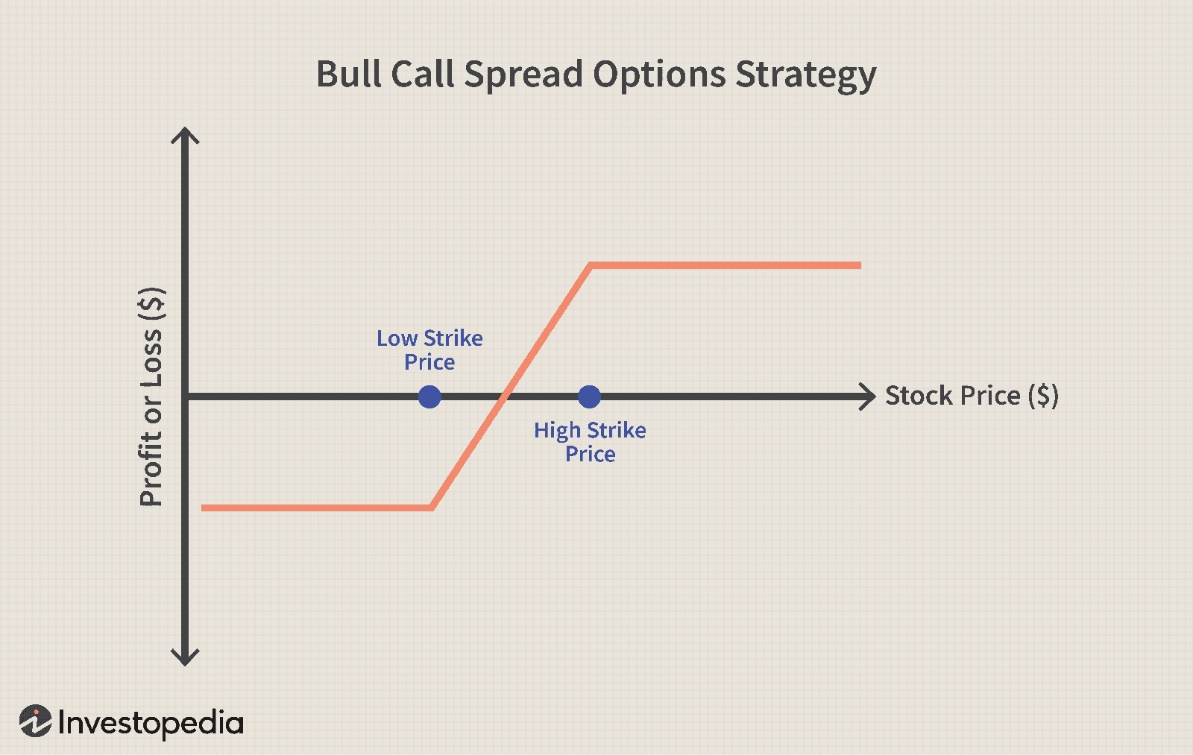 Bull Call Spread Options Strategy
Profit or Loss ($)
Low Strike
Price
High Strike
Price
Stock Price ($)
Investopedia